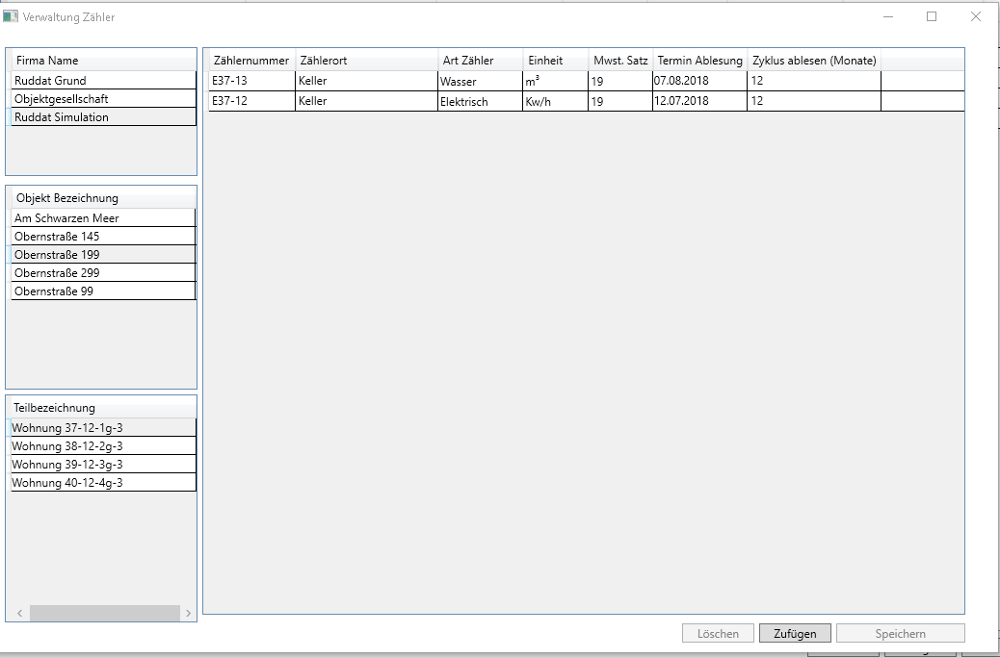 Verwaltung Zähler
Firma Name
Ruddat Grund
Objektgesellschaft
Ruddat Simulation
Objekt Bezeichnung
Am Schwarzen Meer
Obernstraße 145
Obernstraße 199
Obernstraße 299
Obernstraße 99
Teilbezeichnung
Wohnung 37-12-1g-3
Wohnung 38-12-2g-3
Wohnung 39-12-3g-3
Wohnung 40-12-4g-3
Zählernummer Zählerort Art Zähler Einheit Mwst. Satz Termin Ablesung Zyklus ablesen (Monate)
E37-13 Keller Wasser m³ 19 07.08.2018 12
E37-12 Keller Elektrisch Kw/h 19 12.07.2018 12
Löschen Zufügen Speichern